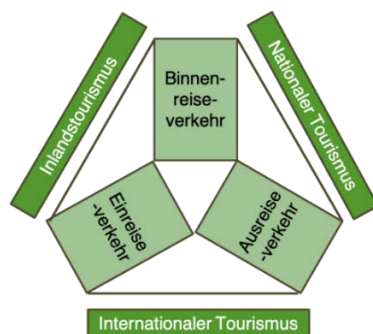 Binnen-
reise-
verkehr
Inlandstourismus
Nationaler Tourismus
Einreise
-verkehr
Ausreise
-verkehr
Internationaler Tourismus